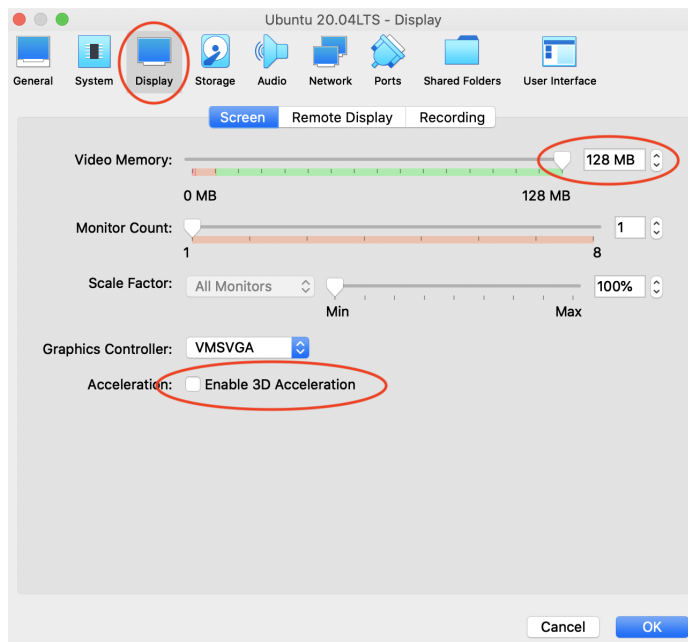 Ubuntu 20.04LTS - Display
General System Display Storage Audio Network Ports Shared Folders User Interface
Screen Remote Display Recording
Video Memory: 128 MB
0 MB 128 MB
Monitor Count: 1
1 8
Scale Factor: All Monitors 100%
Min Max
Graphics Controller: VMSVGA
Acceleration: Enable 3D Acceleration
Cancel OK